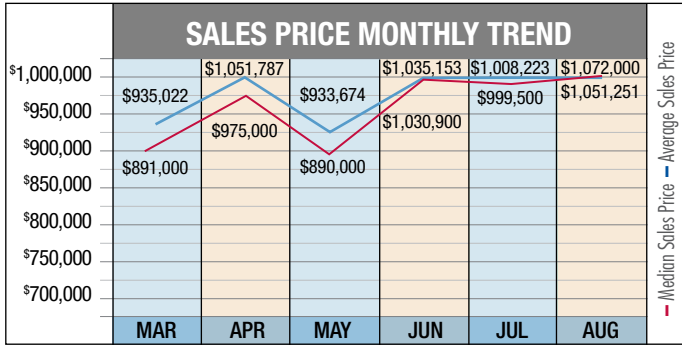 SALES PRICE MONTHLY TREND
$1,000,000
$950,000
$900,000
$850,000
$800,000
$750,000
$700,000
$935,022
$891,000
$1,051,787
$975,000
$933,674
$890,000
$1,035,153
$1,030,900
$1,008,223
$999,500
$1,072,000
$1,051,251
MAR
APR
MAY
JUN
JUL
AUG
Median Sales Price
Average Sales Price